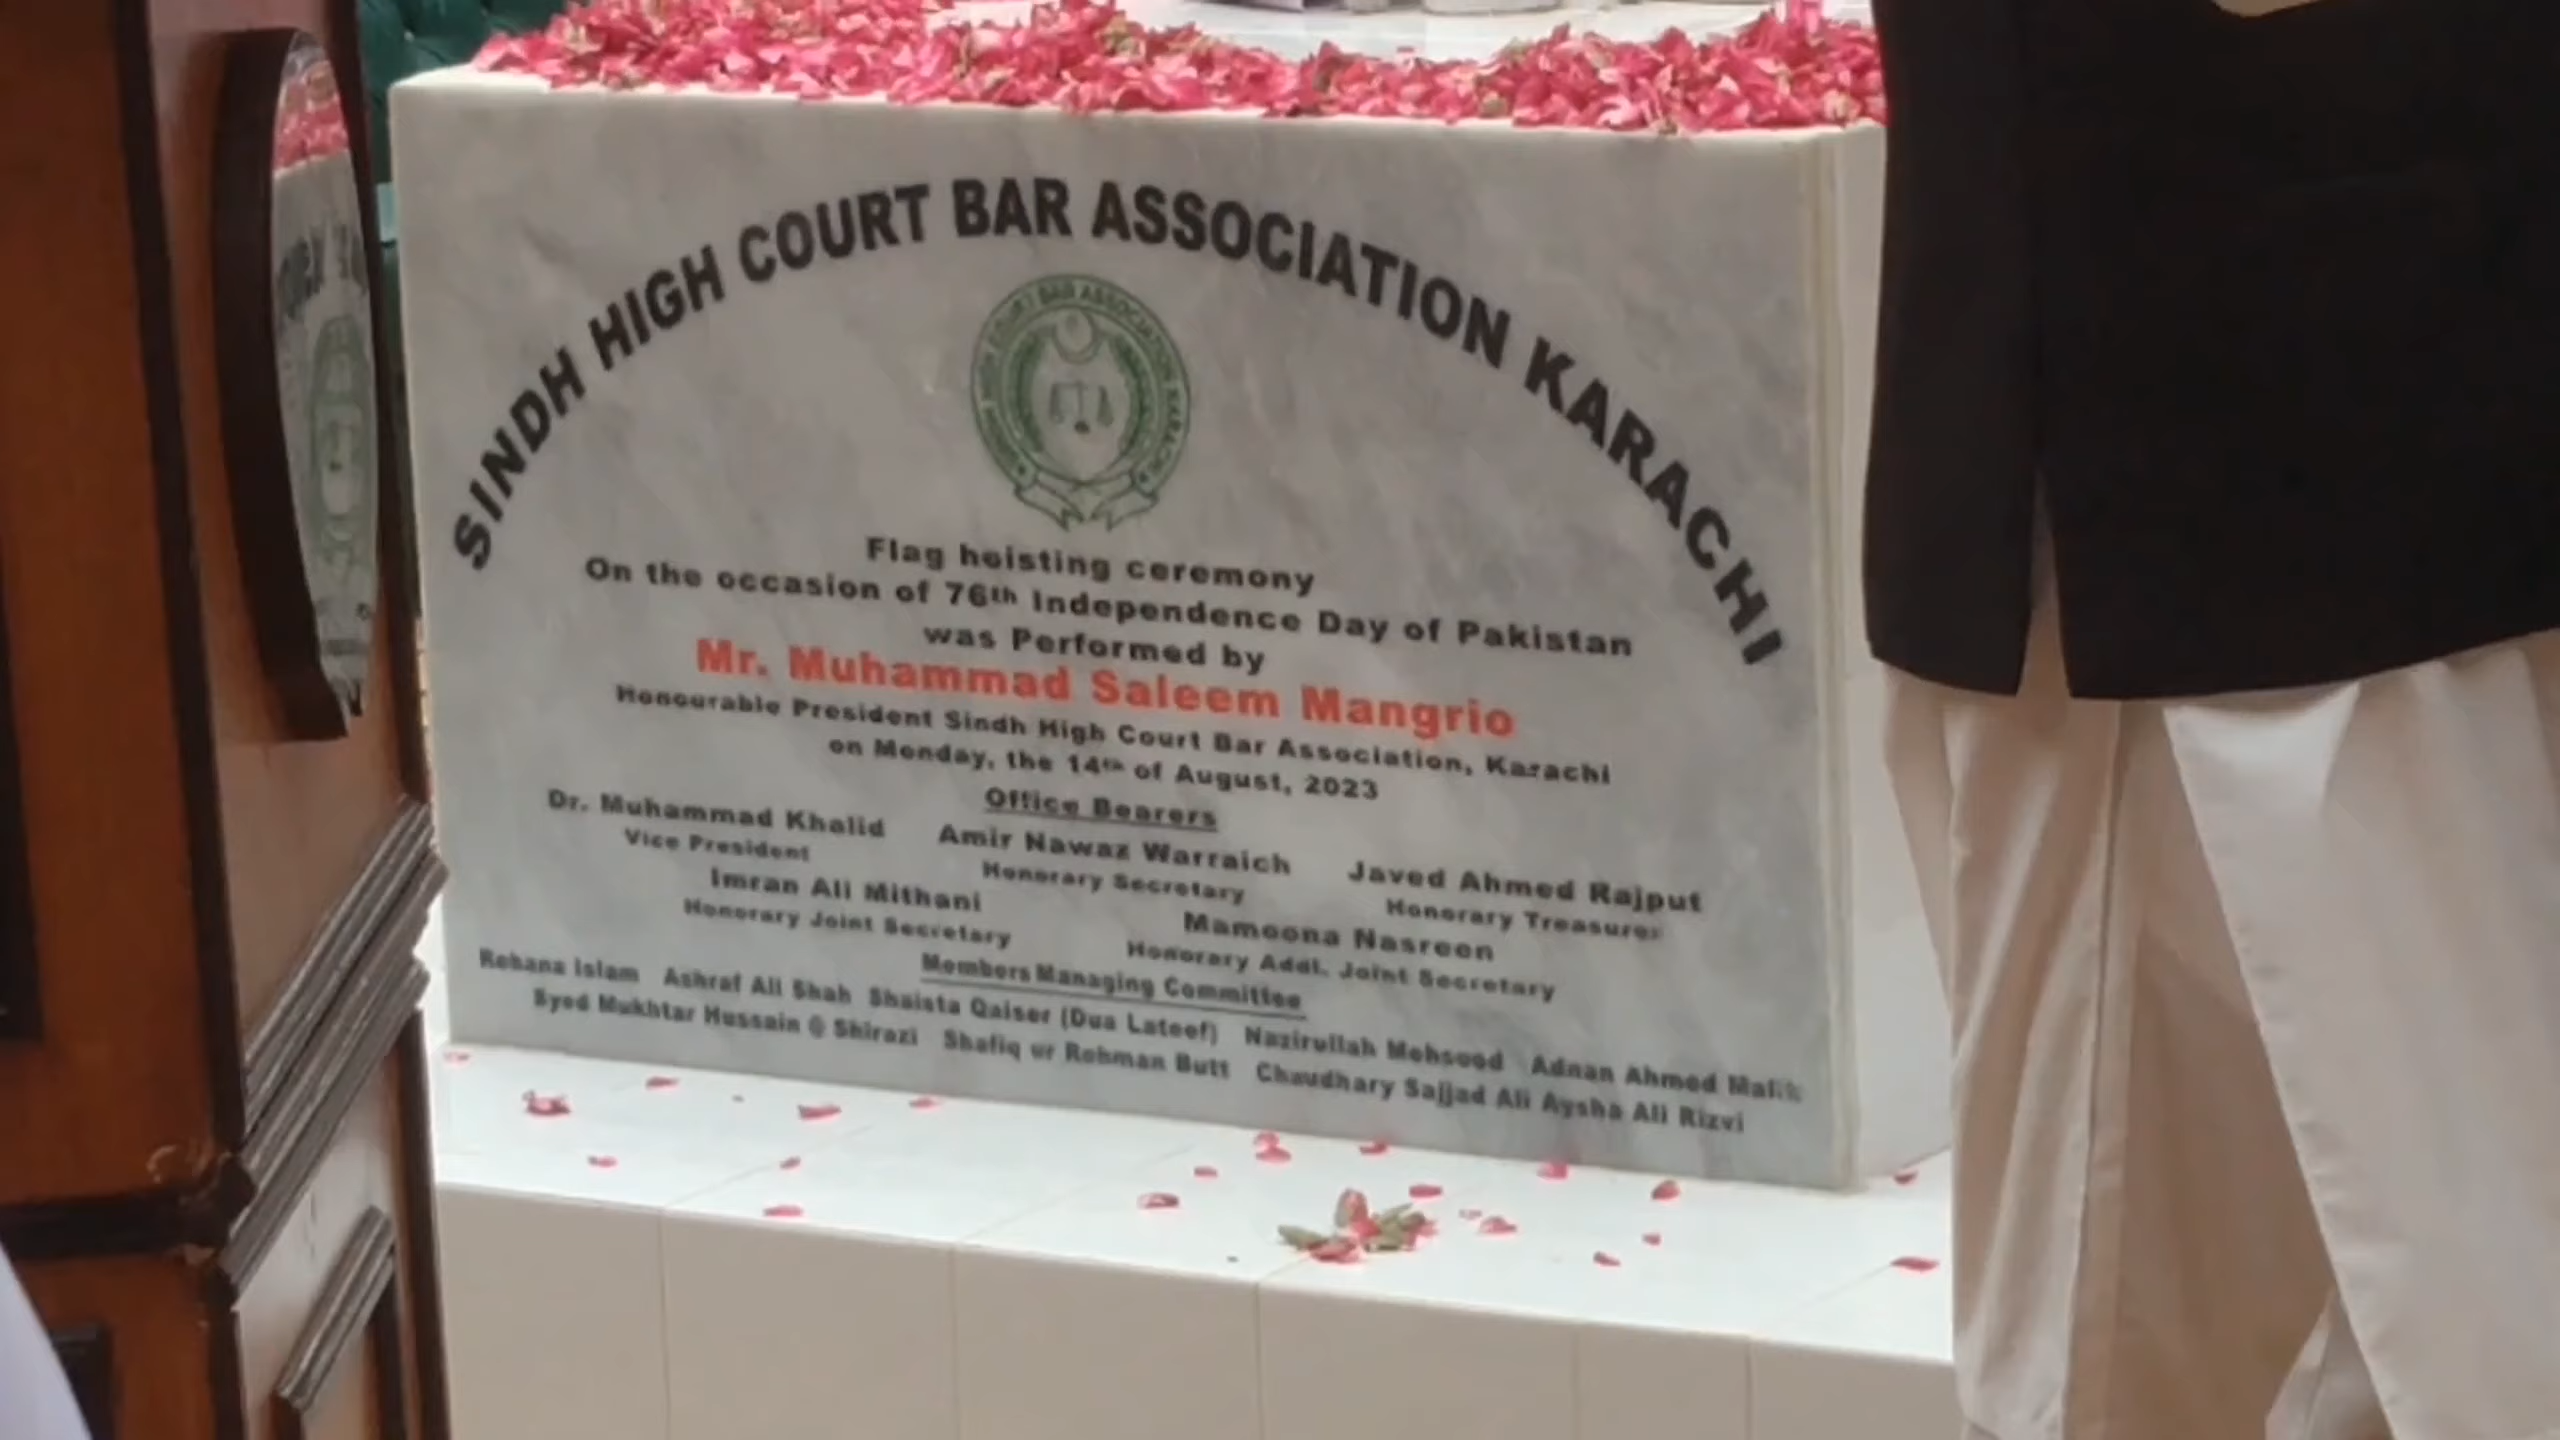 SINDH HIGH COURT BAR ASSOCIATION KARACHI
HIGH COURT BAR ASSOCIATION KARACHI
Flag hoisting ceremony
On the occasion of 76th Independence Day of Pakistan
was Performed by
Mr. Muhammad Saleem Mangrio
Honourable President Sindh High Court Bar Association, Karachi
on Monday, the 14th of August, 2023
Office Bearers
Dr. Muhammad Khalid Amir Nawaz Warraich Javed Ahmed Rajput
Vice President Honorary Secretary Honorary Treasurer
Imran Ali Mithani Mamoona Nasreen
Honorary Joint Secretary Honorary Addl. Joint Secretary
Members Managing Committee
Rehana Islam Ashraf Ali Shah Shaista Qaiser (Dua Lateef) Nazirullah Mehsood Adnan Ahmed Malik
Syed Mukhtar Hussain @ Shirazi Shafiq ur Rehman Butt Chaudhary Sajjad Ali Aysha Ali Rizvi